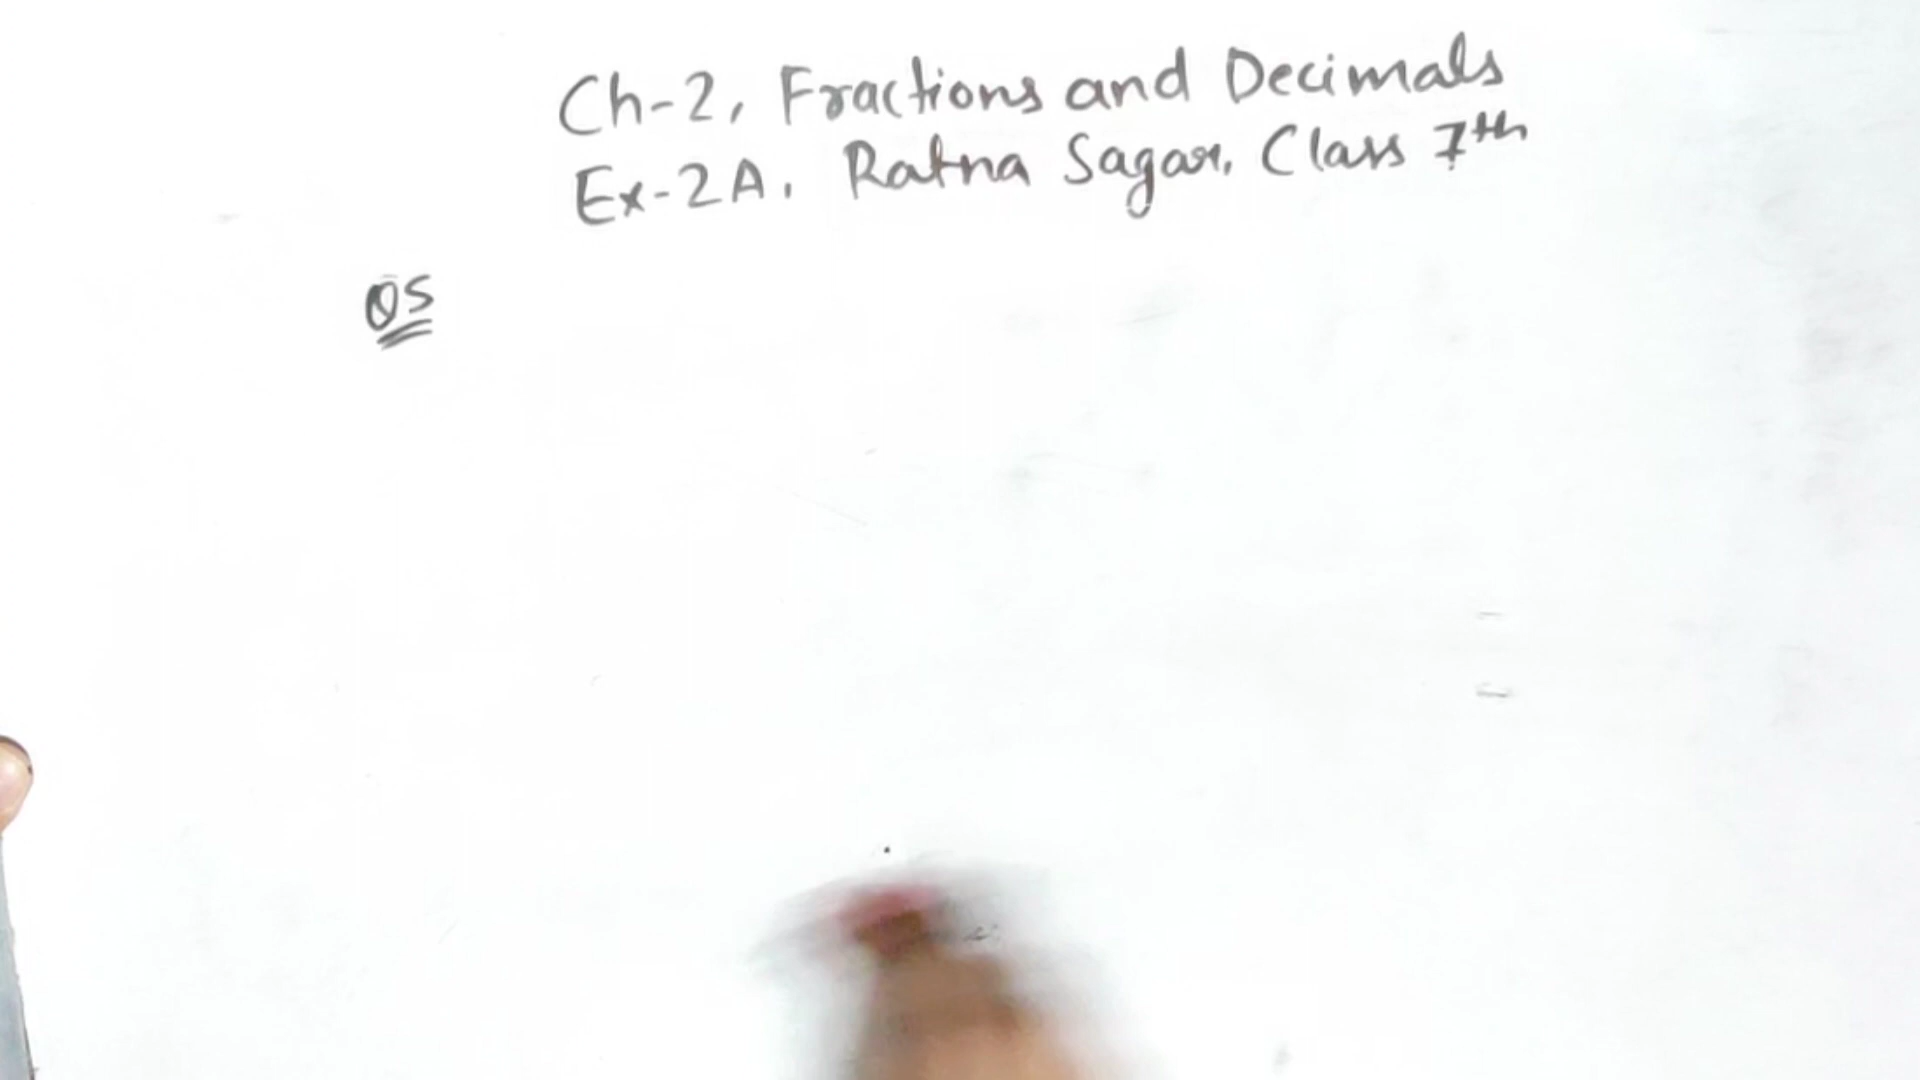 Ch-2, Fractions and Decimals
Ex-2A, Ratna Sagar, Class 7th
Q5